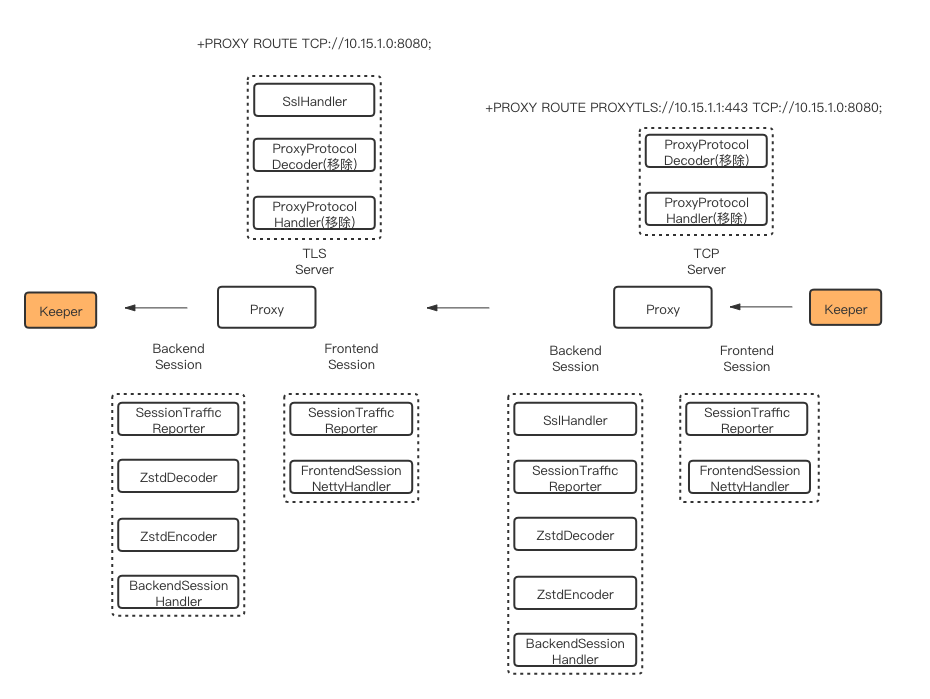 +PROXY ROUTE TCP://10.15.1.0:8080;
SslHandler
ProxyProtocol
Decoder(移除)
ProxyProtocol
Handler(移除)
TLS
Server
+PROXY ROUTE PROXYTLS://10.15.1.1:443 TCP://10.15.1.0:8080;
ProxyProtocol
Decoder(移除)
ProxyProtocol
Handler(移除)
TCP
Server
Keeper
Proxy
Proxy
Keeper
Backend
Session
Frontend
Session
Backend
Session
Frontend
Session
SessionTraffic
Reporter
ZstdDecoder
ZstdEncoder
BackendSession
Handler
SessionTraffic
Reporter
FrontendSession
NettyHandler
SslHandler
SessionTraffic
Reporter
ZstdDecoder
ZstdEncoder
BackendSession
Handler
SessionTraffic
Reporter
FrontendSession
NettyHandler